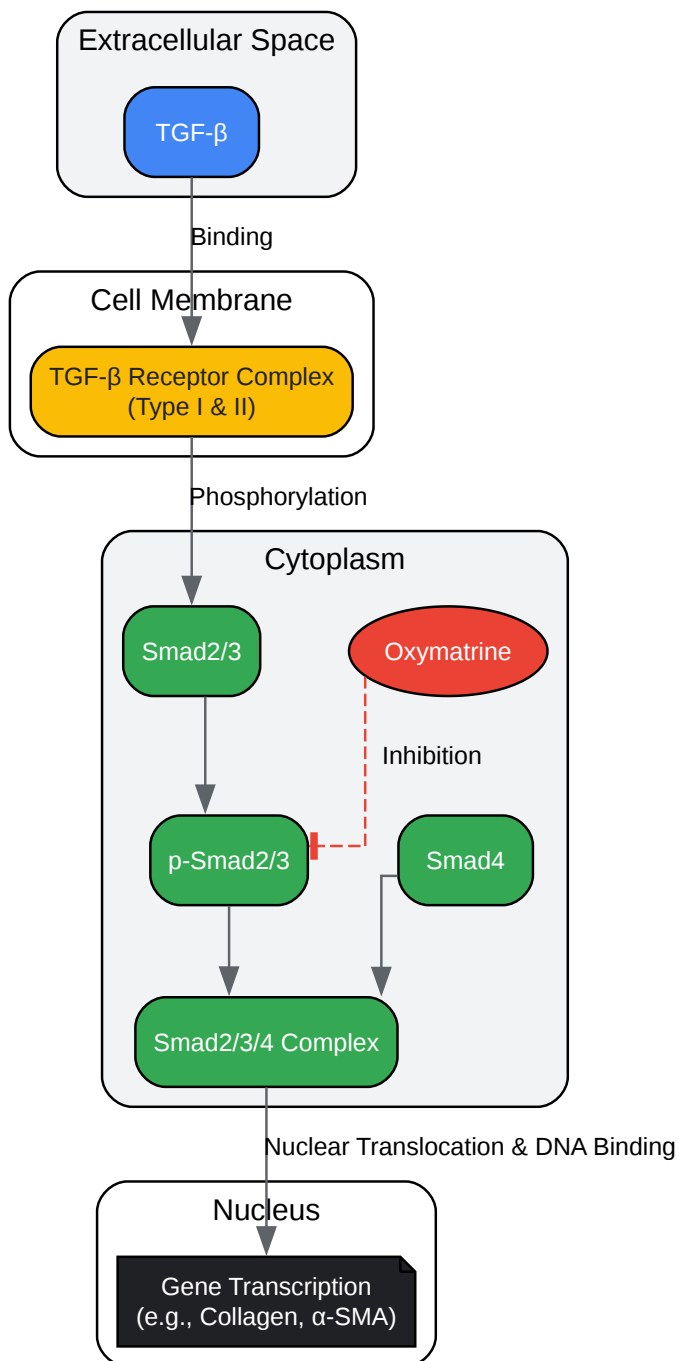 Extracellular Space
TGF-β
Binding
Cell Membrane
TGF-β Receptor Complex
(Type I & II)
Phosphorylation
Cytoplasm
Smad2/3
Oxymatrine
Inhibition
p-Smad2/3
Smad4
Smad2/3/4 Complex
Nuclear Translocation & DNA Binding
Nucleus
Gene Transcription
(e.g., Collagen, α-SMA)